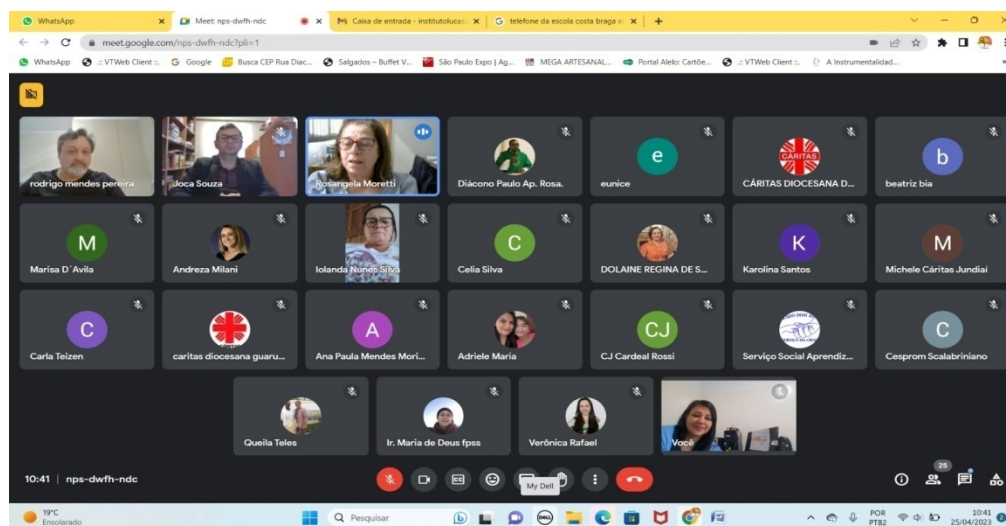 WhatsApp
Meet: nps-dwfh-ndc
Caixa de entrada - institutolucas
telefone da escola costa braga e
meet.google.com/nps-dwfh-ndc?pli=1
WhatsApp
.:: VTWeb Client ::.
Google
Busca CEP Rua Diac...
Salgados – Buffet V...
São Paulo Expo | Ag...
MEGA ARTESANAL...
Portal Alelo: Cartõe...
.:: VTWeb Client ::.
A Instrumentalidad...
rodrigo mendes pereira
Joca Souza
Rosangela Moretti
Diácono Paulo Ap. Rosa.
e
eunice
CÁRITAS
CÁRITAS DIOCESANA D...
b
beatriz bia
M
Marisa D´Avila
Andreza Milani
Iolanda Nunes Silva
C
Celia Silva
DOLAINE REGINA DE S...
K
Karolina Santos
M
Michele Cáritas Jundiai
C
Carla Teizen
caritas diocesana guaru...
A
Ana Paula Mendes Mori...
Adriele Maria
CJ
CJ Cardeal Rossi
Serviço Social Aprendiz...
C
Cesprom Scalabriniano
Queila Teles
Ir. Maria de Deus fpss
Verônica Rafael
Você
10:41 | nps-dwfh-ndc
My Dell
25
19°C
Ensolarado
Pesquisar
POR
PTB2
10:41
25/04/2023